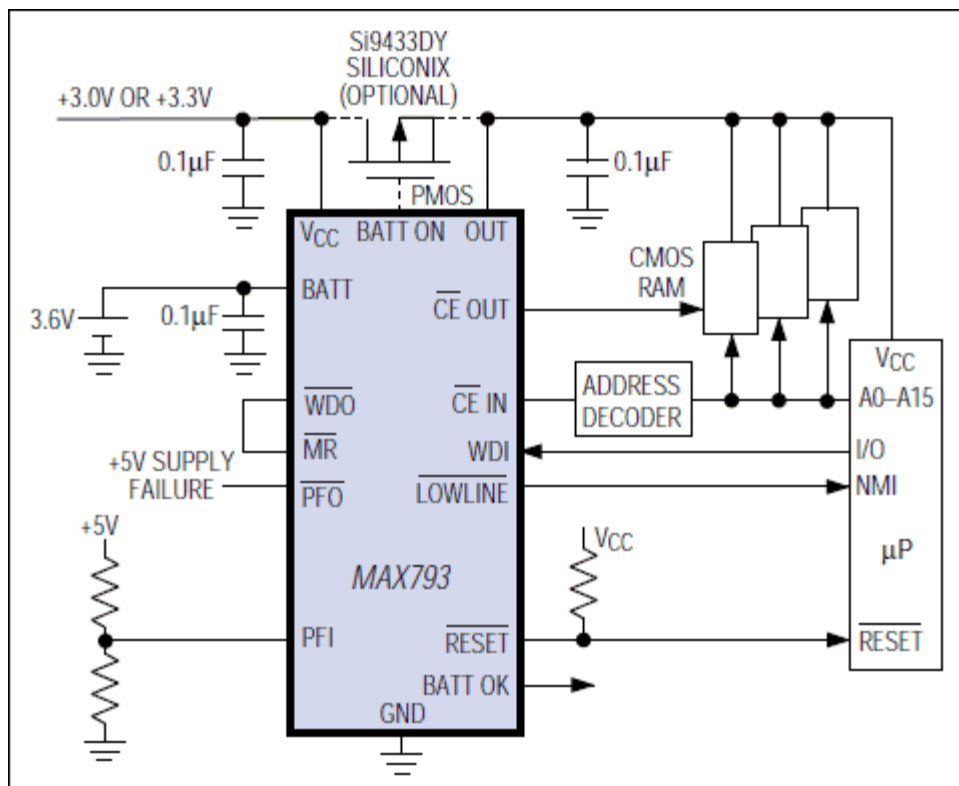 Si9433DY
SILICONIX
(OPTIONAL)
+3.0V OR +3.3V
0.1µF
0.1µF
PMOS
VCC BATT ON OUT
BATT
CE OUT
CMOS
RAM
3.6V
0.1µF
WDO
CE IN
ADDRESS
DECODER
VCC
A0–A15
MR
WDI
I/O
+5V SUPPLY
FAILURE
PFO
LOWLINE
NMI
+5V
VCC
µP
MAX793
PFI
RESET
RESET
BATT OK
GND